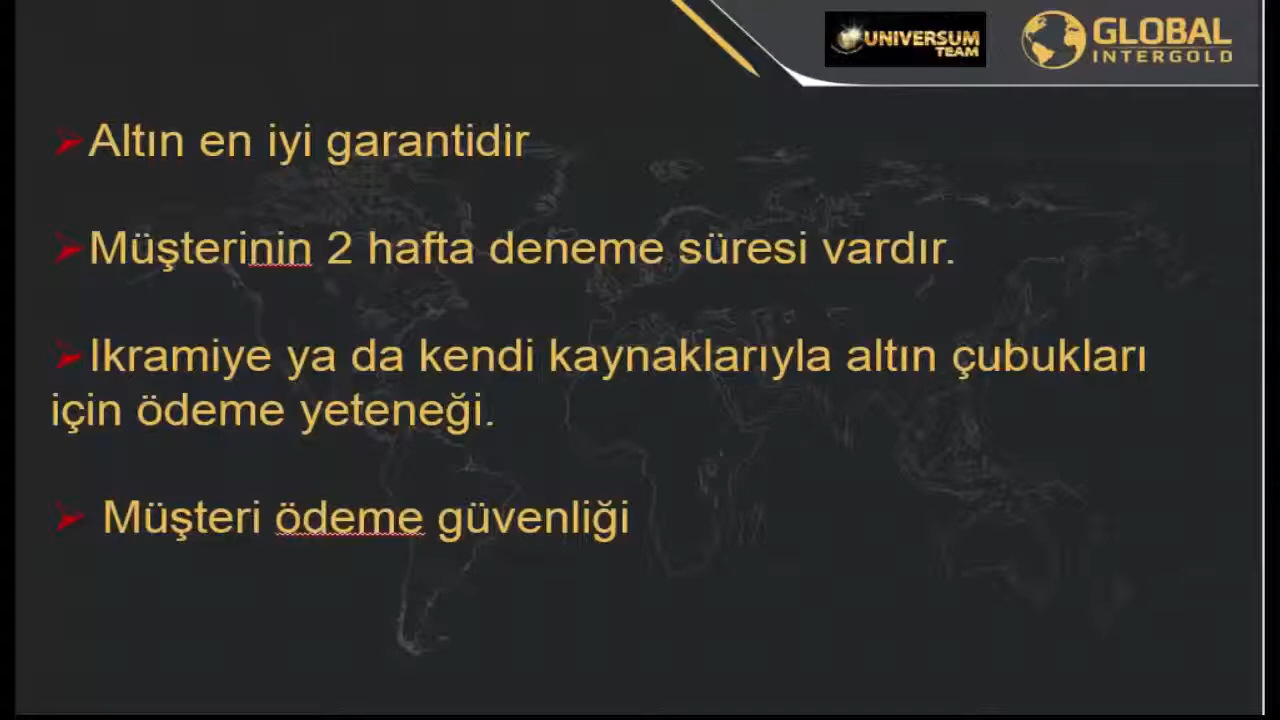 UNIVERSUM
TEAM
GLOBAL
INTERGOLD
Altın en iyi garantidir
Müşterinin 2 hafta deneme süresi vardır.
Ikramiye ya da kendi kaynaklarıyla altın çubukları
için ödeme yeteneği.
Müşteri ödeme güvenliği